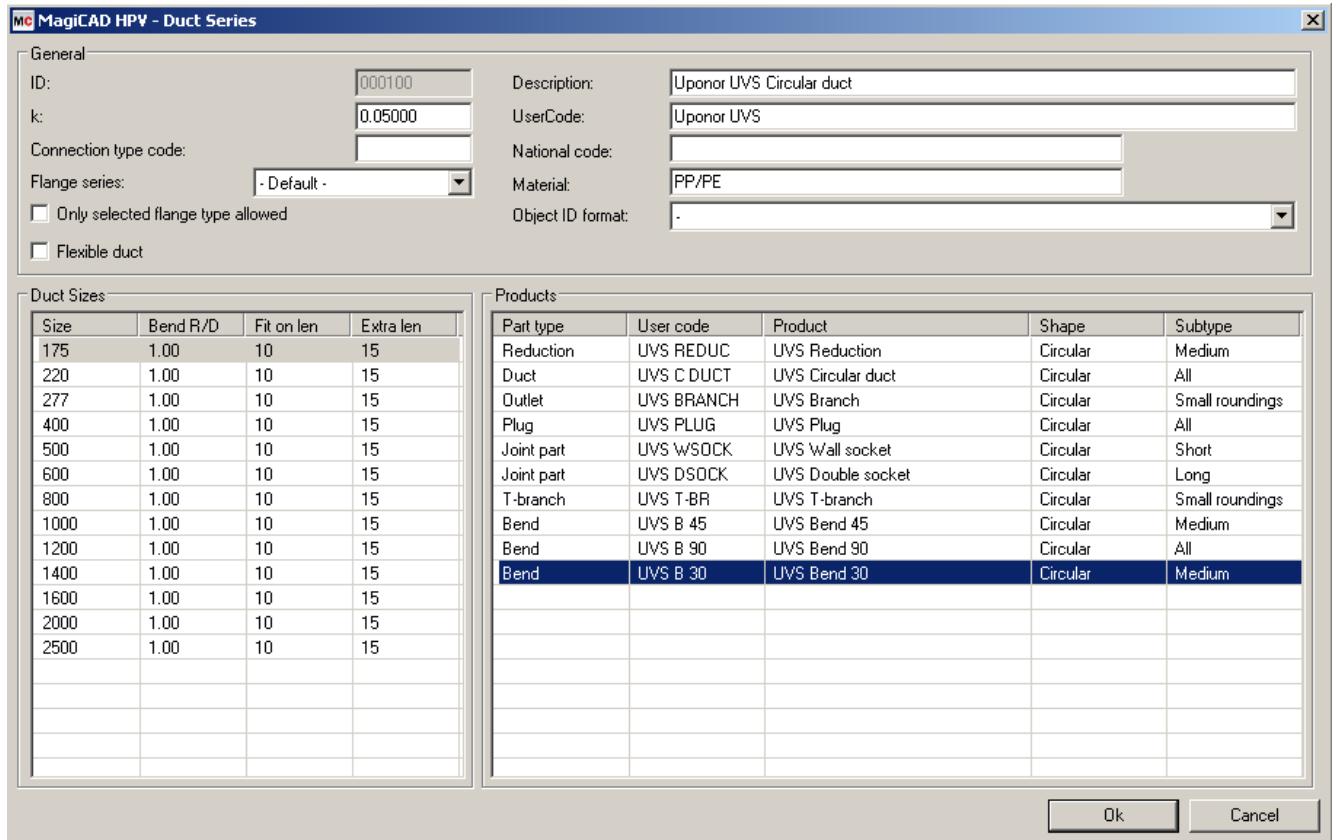 MC MagiCAD HPV - Duct Series
General
ID: 000100 Description: Uponor UVS Circular duct
k: 0.05000 UserCode: Uponor UVS
Connection type code: National code:
Flange series: - Default - Material: PP/PE
Only selected flange type allowed Object ID format: -
Flexible duct
Duct Sizes
Size Bend R/D Fit on len Extra len
175 1.00 10 15
220 1.00 10 15
277 1.00 10 15
400 1.00 10 15
500 1.00 10 15
600 1.00 10 15
800 1.00 10 15
1000 1.00 10 15
1200 1.00 10 15
1400 1.00 10 15
1600 1.00 10 15
2000 1.00 10 15
2500 1.00 10 15
Products
Part type User code Product Shape Subtype
Reduction UVS REDUC UVS Reduction Circular Medium
Duct UVS C DUCT UVS Circular duct Circular All
Outlet UVS BRANCH UVS Branch Circular Small roundings
Plug UVS PLUG UVS Plug Circular All
Joint part UVS WSOCK UVS Wall socket Circular Short
Joint part UVS DSOCK UVS Double socket Circular Long
T-branch UVS T-BR UVS T-branch Circular Small roundings
Bend UVS B 45 UVS Bend 45 Circular Medium
Bend UVS B 90 UVS Bend 90 Circular All
Bend UVS B 30 UVS Bend 30 Circular Medium
Ok Cancel